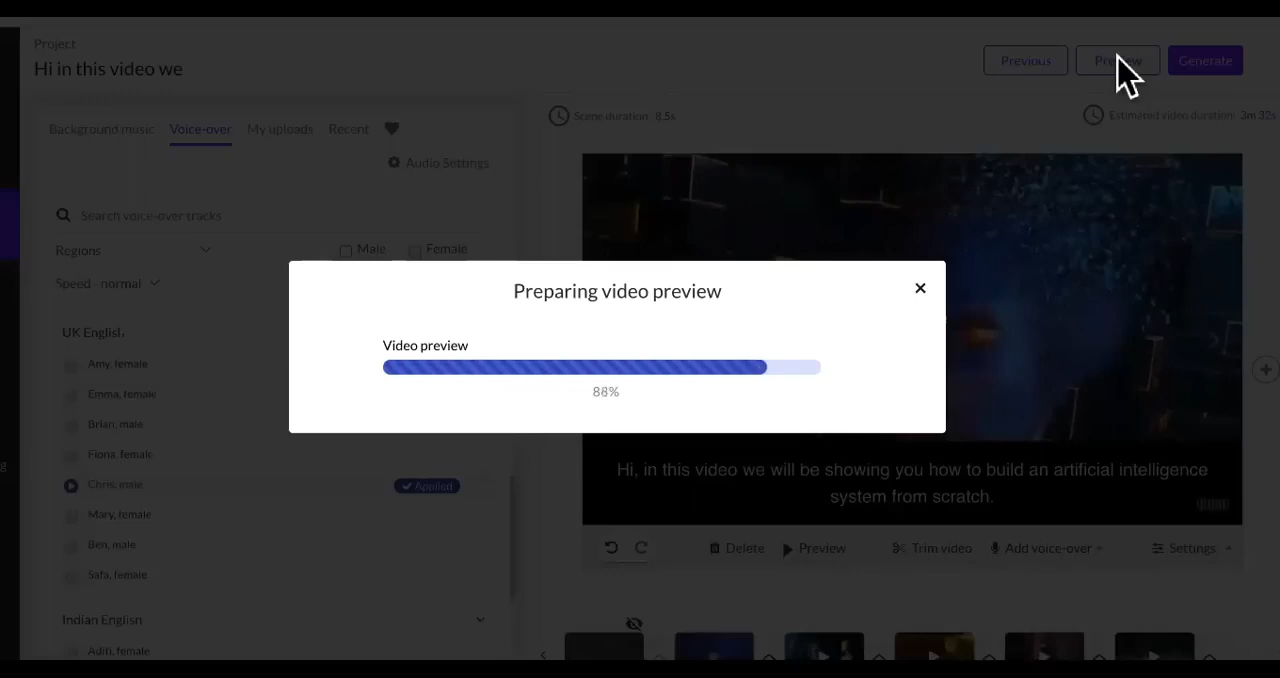 Project
Hi in this video we
Previous
Preview
Generate
Background music
Voice-over
My uploads
Recent
Scene duration 8.5s
Estimated video duration: 3m 32s
Audio Settings
Search voice-over tracks
Regions
Male
Female
Speed - normal
Preparing video preview
Video preview
88%
UK English
Amy, female
Emma, female
Brian, male
Fiona, female
Chris, male
Applied
Mary, female
Ben, male
Safa, female
Indian English
Aditi, female
Hi, in this video we will be showing you how to build an artificial intelligence
system from scratch.
Delete
Preview
Trim video
Add voice-over
Settings